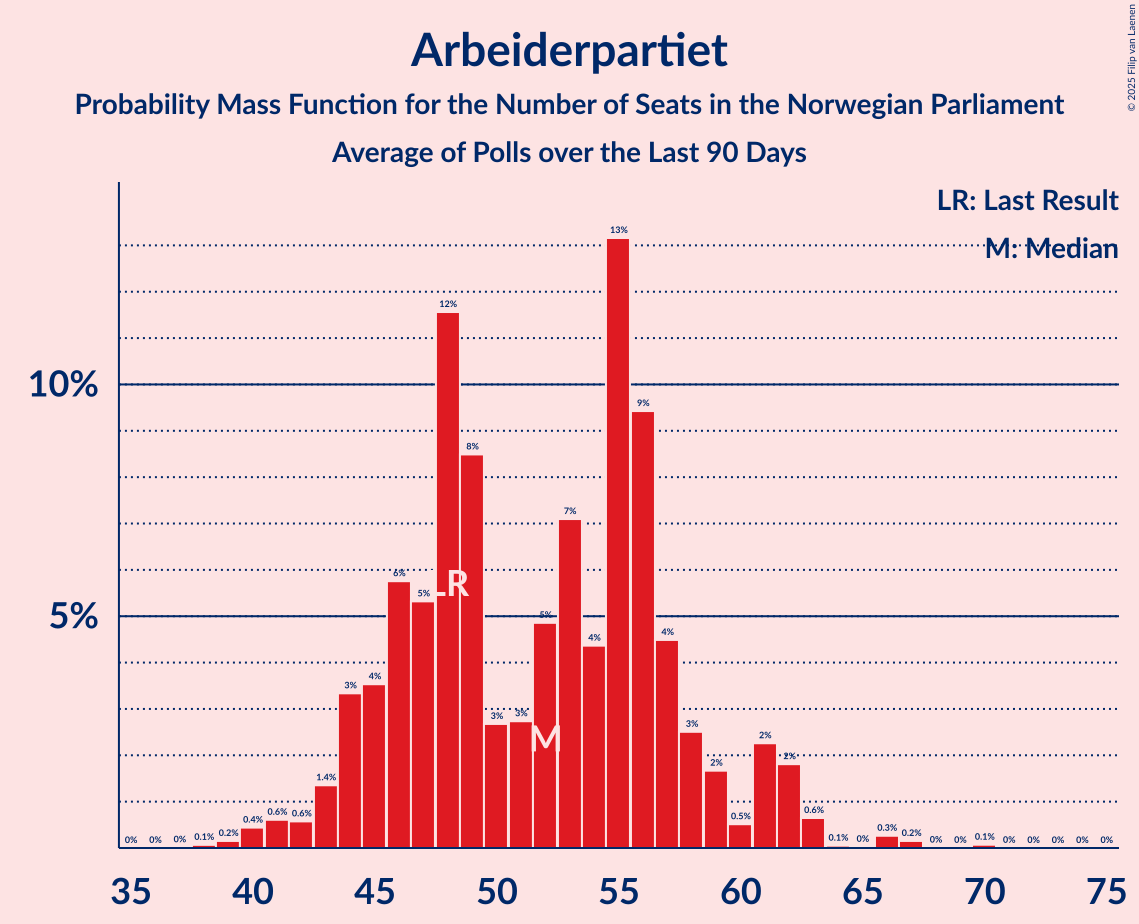 Arbeiderpartiet
Probability Mass Function for the Number of Seats in the Norwegian Parliament
Average of Polls over the Last 90 Days
© 2025 Filip van Laenen
LR: Last Result
M: Median
10%
5%
0% 0% 0% 0.1% 0.2% 0.4% 0.6% 0.6% 1.4% 3% 4% 6% 5% 12% 8% 3% 3% 5% 7% 4% 13% 9% 4% 3% 2% 0.5% 2% 2% 0.6% 0.1% 0% 0.3% 0.2% 0% 0% 0.1% 0% 0% 0% 0% 0%
LR
M
35 40 45 50 55 60 65 70 75